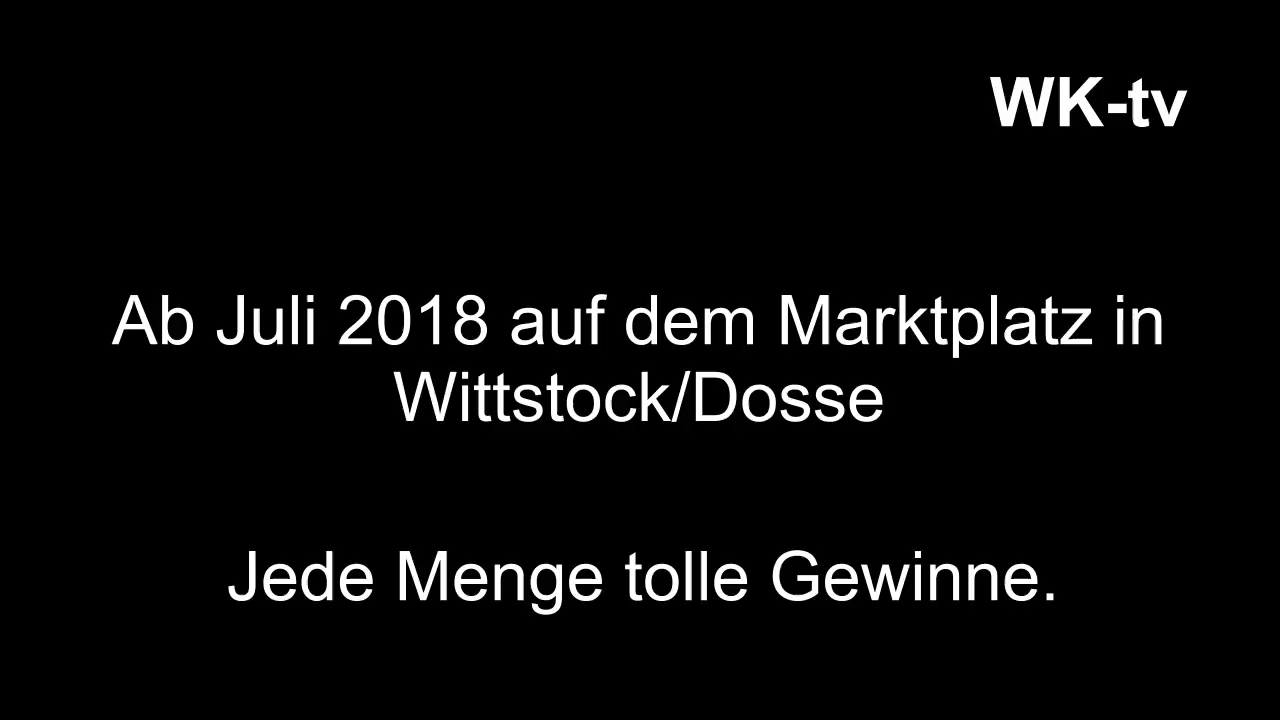 WK-tv
Ab Juli 2018 auf dem Marktplatz in
Wittstock/Dosse
Jede Menge tolle Gewinne.